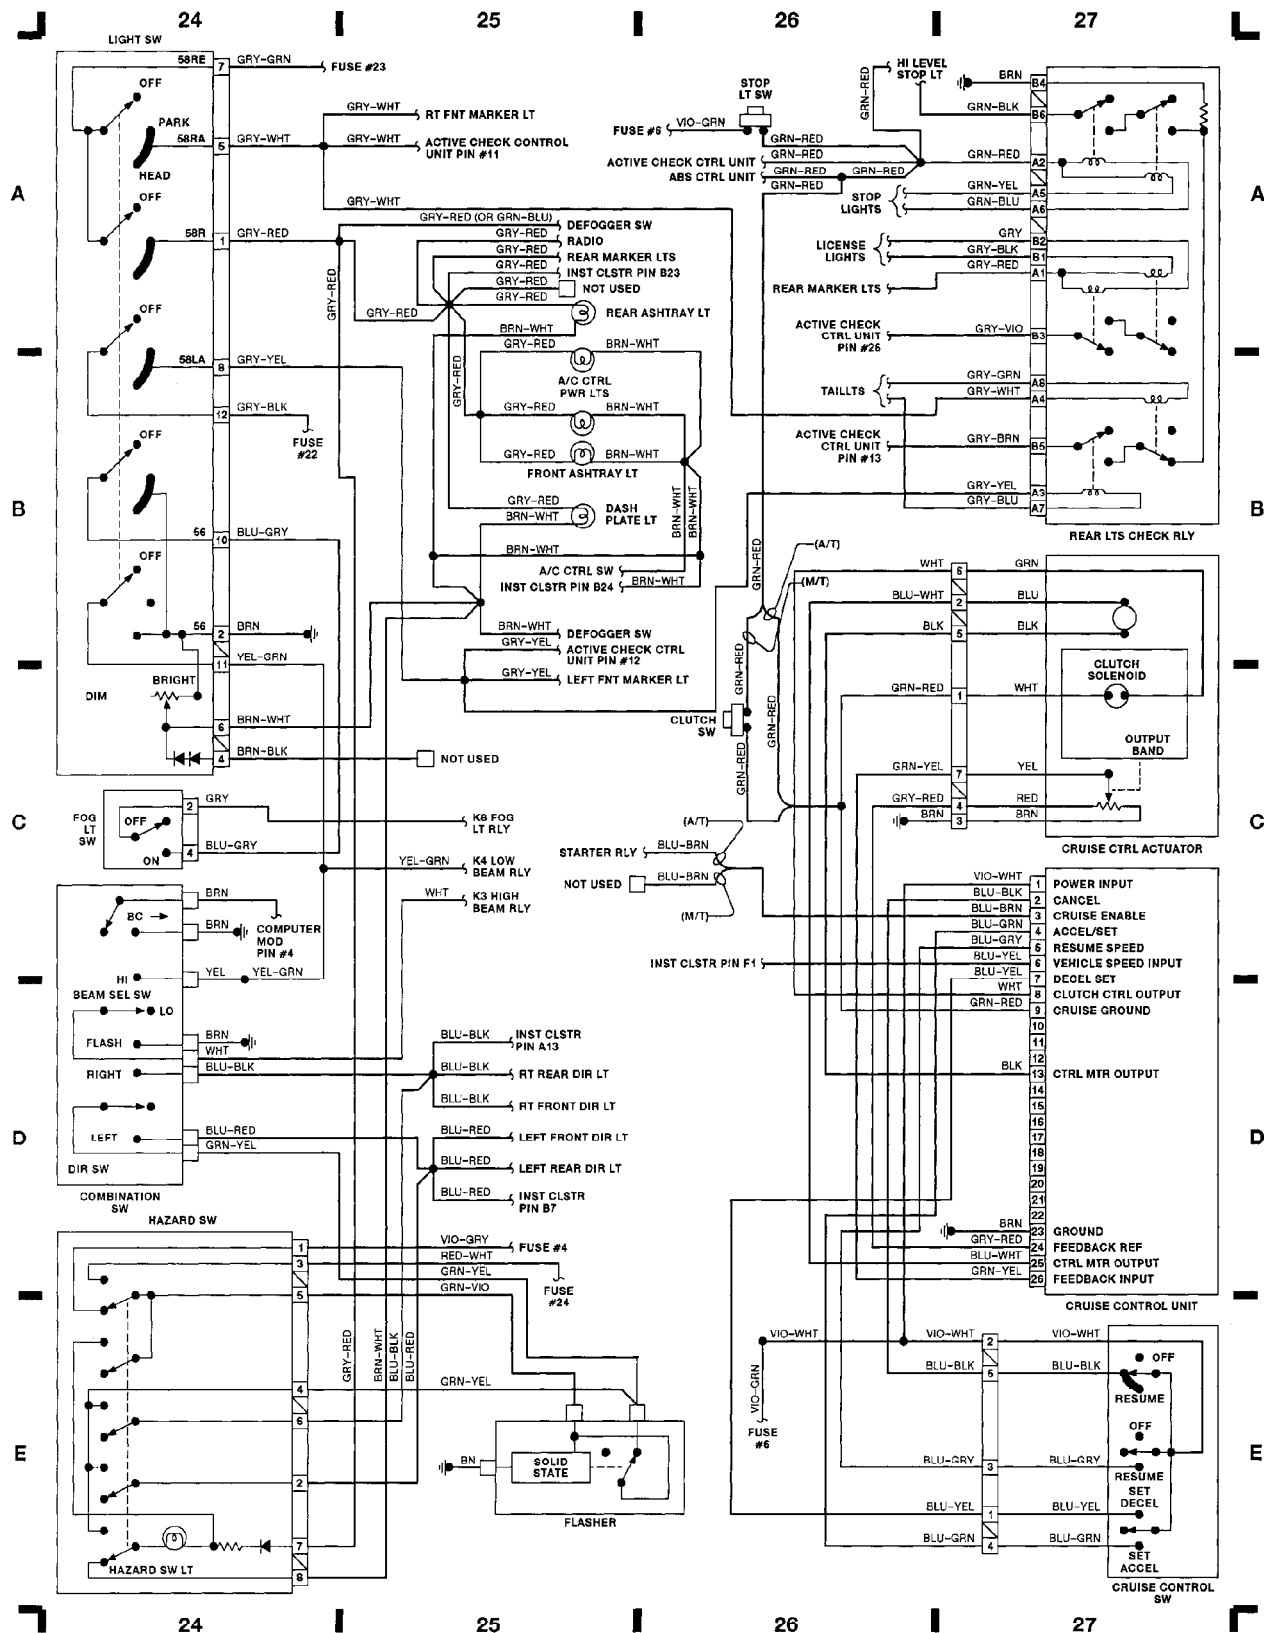 24 25 26 27
A B C D E
LIGHT SW
58RE 7 GRY-GRN FUSE #23
OFF
PARK
58RA 5 GRY-WHT
HEAD
GRY-WHT RT FNT MARKER LT
GRY-WHT ACTIVE CHECK CONTROL
UNIT PIN #11
OFF
GRY-WHT
58R 1 GRY-RED
GRY-RED
GRY-RED (OR GRN-BLU) DEFOGGER SW
GRY-RED RADIO
GRY-RED REAR MARKER LTS
GRY-RED INST CLSTR PIN B23
GRY-RED NOT USED
GRY-RED REAR ASHTRAY LT
GRY-RED
BRN-WHT
OFF
58LA 8 GRY-YEL
12 GRY-BLK
FUSE
#22
GRY-RED BRN-WHT
A/C CTRL
PWR LTS
GRY-RED
GRY-RED BRN-WHT
GRY-RED BRN-WHT
FRONT ASHTRAY LT
OFF
GRY-RED
BRN-WHT
DASH
PLATE LT
BRN-WHT
BRN-WHT
56 10 BLU-GRY
BRN-WHT
OFF
A/C CTRL SW
INST CLSTR PIN B24 BRN-WHT
56 2 BRN
BRN-WHT DEFOGGER SW
GRY-YEL ACTIVE CHECK CTRL
UNIT PIN #12
GRY-YEL LEFT FNT MARKER LT
11 YEL-GRN
BRIGHT
DIM
6 BRN-WHT
4 BRN-BLK NOT USED
STOP
LT SW
FUSE #6 VIO-GRN
GRN-RED
ACTIVE CHECK CTRL UNIT GRN-RED
ABS CTRL UNIT GRN-RED GRN-RED
GRN-RED
HI LEVEL
STOP LT
GRN-RED
BRN B4
GRN-BLK B6
GRN-RED A2
STOP
LIGHTS
GRN-YEL A5
GRN-BLU A6
LICENSE
LIGHTS
GRY B2
GRY-BLK B1
GRY-RED A1
REAR MARKER LTS
ACTIVE CHECK
CTRL UNIT
PIN #26
GRY-VIO B3
TAILLTS
GRY-GRN A8
GRY-WHT A4
ACTIVE CHECK
CTRL UNIT
PIN #13
GRY-BRN B5
GRY-YEL A3
GRY-BLU A7
REAR LTS CHECK RLY
GRN-RED
(A/T)
(M/T)
WHT 6 GRN
BLU-WHT 2 BLU
BLK 5 BLK
GRN-RED
CLUTCH
SW
GRN-RED
GRN-RED
GRN-RED 1 WHT
CLUTCH
SOLENOID
OUTPUT
BAND
GRN-YEL 7 YEL
GRY-RED 4 RED
BRN 3 BRN
CRUISE CTRL ACTUATOR
FOG
LT
SW
OFF
ON
2 GRY K6 FOG
LT RLY
4 BLU-GRY
YEL-GRN K4 LOW
BEAM RLY
WHT K3 HIGH
BEAM RLY
(A/T)
STARTER RLY BLU-BRN
NOT USED BLU-BRN
(M/T)
BRN
BC
BRN
COMPUTER
MOD
PIN #4
HI YEL YEL-GRN
BEAM SEL SW
LO
FLASH BRN
WHT
RIGHT BLU-BLK
BLU-BLK INST CLSTR
PIN A13
BLU-BLK RT REAR DIR LT
BLU-BLK RT FRONT DIR LT
LEFT BLU-RED
GRN-YEL
DIR SW
BLU-RED LEFT FRONT DIR LT
BLU-RED LEFT REAR DIR LT
BLU-RED INST CLSTR
PIN B7
COMBINATION
SW
INST CLSTR PIN F1
VIO-WHT 1 POWER INPUT
BLU-BLK 2 CANCEL
BLU-BRN 3 CRUISE ENABLE
BLU-GRN 4 ACCEL/SET
BLU-GRY 5 RESUME SPEED
BLU-YEL 6 VEHICLE SPEED INPUT
BLU-YEL 7 DECEL SET
WHT 8 CLUTCH CTRL OUTPUT
GRN-RED 9 CRUISE GROUND
10
11
12
BLK 13 CTRL MTR OUTPUT
14
15
16
17
18
19
20
21
22
BRN 23 GROUND
GRY-RED 24 FEEDBACK REF
BLU-WHT 25 CTRL MTR OUTPUT
GRN-YEL 26 FEEDBACK INPUT
CRUISE CONTROL UNIT
HAZARD SW
1 VIO-GRY FUSE #4
3 RED-WHT
GRN-YEL
FUSE
#24
5 GRN-VIO
GRY-RED
BRN-WHT
BLU-BLK
BLU-RED
4 GRN-YEL
6
2
7
8
HAZARD SW LT
BN
SOLID
STATE
FLASHER
VIO-WHT VIO-WHT 2 VIO-WHT
VIO-GRN
FUSE
#6
BLU-BLK 5 BLU-BLK
OFF
RESUME
OFF
BLU-GRY 3 BLU-GRY
RESUME
SET
DECEL
BLU-YEL 1 BLU-YEL
BLU-GRN 4 BLU-GRN
SET
ACCEL
CRUISE CONTROL
SW
A B C D E
24 25 26 27